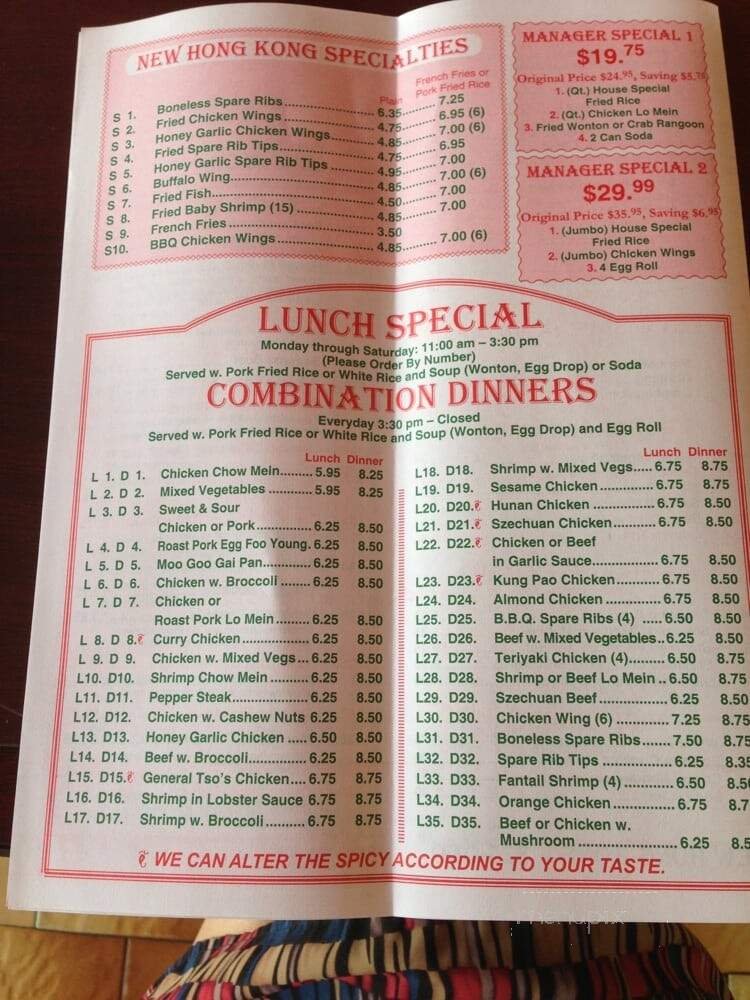 NEW HONG KONG SPECIALTIES
French Fries or
Plain Pork Fried Rice
S 1. Boneless Spare Ribs 6.35 7.25
S 2. Fried Chicken Wings 4.75 6.95 (6)
S 3. Honey Garlic Chicken Wings 4.85 7.00 (6)
S 4. Fried Spare Rib Tips 4.75 6.95
S 5. Honey Garlic Spare Rib Tips 4.95 7.00
S 6. Buffalo Wing 4.85 7.00 (6)
S 7. Fried Fish 4.50 7.00
S 8. Fried Baby Shrimp (15) 4.85 7.00
S 9. French Fries 3.50
S10. BBQ Chicken Wings 4.85 7.00 (6)
MANAGER SPECIAL 1
$19.75
Original Price $24.95, Saving
1. (Qt.) House Special
Fried Rice
2. (Qt.) Chicken Lo Mein
3. Fried Wonton or Crab Rangoon
4. 2 Can Soda
MANAGER SPECIAL 2
$29.99
Original Price $35.95, Saving $6.95
1. (Jumbo) House Special
Fried Rice
2. (Jumbo) Chicken Wings
3. 4 Egg Roll
LUNCH SPECIAL
Monday through Saturday: 11:00 am – 3:30 pm
(Please Order By Number)
Served w. Pork Fried Rice or White Rice and Soup (Wonton, Egg Drop) or Soda
COMBINATION DINNERS
Everyday 3:30 pm – Closed
Served w. Pork Fried Rice or White Rice and Soup (Wonton, Egg Drop) and Egg Roll
Lunch Dinner
L 1. D 1. Chicken Chow Mein 5.95 8.25
L 2. D 2. Mixed Vegetables 5.95 8.25
L 3. D 3. Sweet & Sour
Chicken or Pork 6.25 8.50
L 4. D 4. Roast Pork Egg Foo Young. 6.25 8.50
L 5. D 5. Moo Goo Gai Pan 6.25 8.50
L 6. D 6. Chicken w. Broccoli 6.25 8.50
L 7. D 7. Chicken or
Roast Pork Lo Mein 6.25 8.50
L 8. D 8. Curry Chicken 6.25 8.50
L 9. D 9. Chicken w. Mixed Vegs 6.25 8.50
L10. D10. Shrimp Chow Mein 6.25 8.50
L11. D11. Pepper Steak 6.25 8.50
L12. D12. Chicken w. Cashew Nuts 6.25 8.50
L13. D13. Honey Garlic Chicken 6.50 8.50
L14. D14. Beef w. Broccoli 6.25 8.50
L15. D15. General Tso's Chicken 6.75 8.75
L16. D16. Shrimp in Lobster Sauce 6.75 8.75
L17. D17. Shrimp w. Broccoli 6.75 8.75
Lunch Dinner
L18. D18. Shrimp w. Mixed Vegs 6.75 8.75
L19. D19. Sesame Chicken 6.75 8.75
L20. D20. Hunan Chicken 6.75 8.50
L21. D21. Szechuan Chicken 6.75 8.50
L22. D22. Chicken or Beef
in Garlic Sauce 6.75 8.50
L23. D23. Kung Pao Chicken 6.75 8.50
L24. D24. Almond Chicken 6.75 8.50
L25. D25. B.B.Q. Spare Ribs (4) 6.50 8.50
L26. D26. Beef w. Mixed Vegetables 6.25 8.50
L27. D27. Teriyaki Chicken (4) 6.50 8.75
L28. D28. Shrimp or Beef Lo Mein 6.50 8.75
L29. D29. Szechuan Beef 6.25 8.50
L30. D30. Chicken Wing (6) 7.25 8.75
L31. D31. Boneless Spare Ribs 7.50 8.75
L32. D32. Spare Rib Tips 6.25 8.35
L33. D33. Fantail Shrimp (4) 6.50 8.50
L34. D34. Orange Chicken 6.75 8.7
L35. D35. Beef or Chicken w.
Mushroom 6.25 8.5
WE CAN ALTER THE SPICY ACCORDING TO YOUR TASTE.
menupix